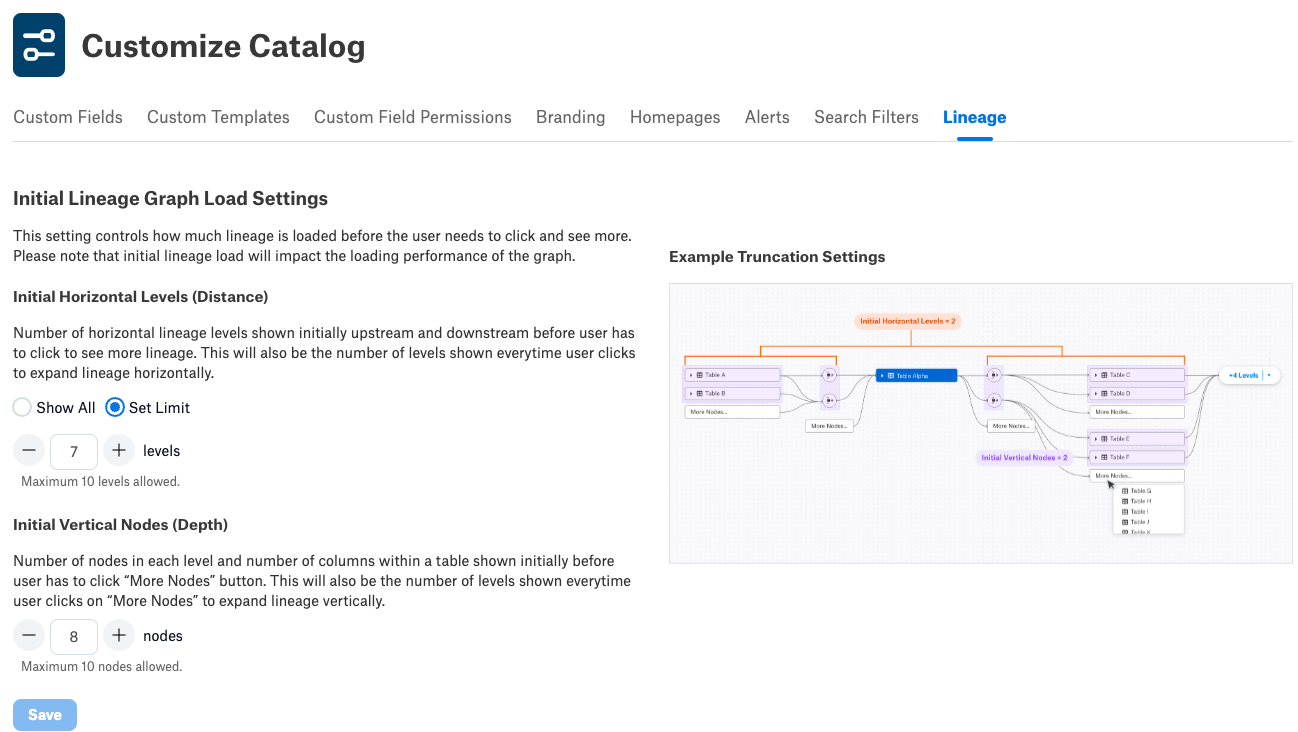 Customize Catalog
Custom Fields Custom Templates Custom Field Permissions Branding Homepages Alerts Search Filters Lineage
Initial Lineage Graph Load Settings
This setting controls how much lineage is loaded before the user needs to click and see more.
Please note that initial lineage load will impact the loading performance of the graph.
Initial Horizontal Levels (Distance)
Number of horizontal lineage levels shown initially upstream and downstream before user has
to click to see more lineage. This will also be the number of levels shown everytime user clicks
to expand lineage horizontally.
Show All Set Limit
7 levels
Maximum 10 levels allowed.
Initial Vertical Nodes (Depth)
Number of nodes in each level and number of columns within a table shown initially before
user has to click “More Nodes” button. This will also be the number of levels shown everytime
user clicks on “More Nodes” to expand lineage vertically.
8 nodes
Maximum 10 nodes allowed.
Save
Example Truncation Settings
Initial Horizontal Levels = 2
Table A
Table B
More Nodes...
More Nodes...
Table Alpha
More Nodes...
Initial Vertical Nodes = 2
Table C
Table D
More Nodes...
Table E
Table F
More Nodes...
Table G
Table H
Table I
Table J
Table K
+4 Levels